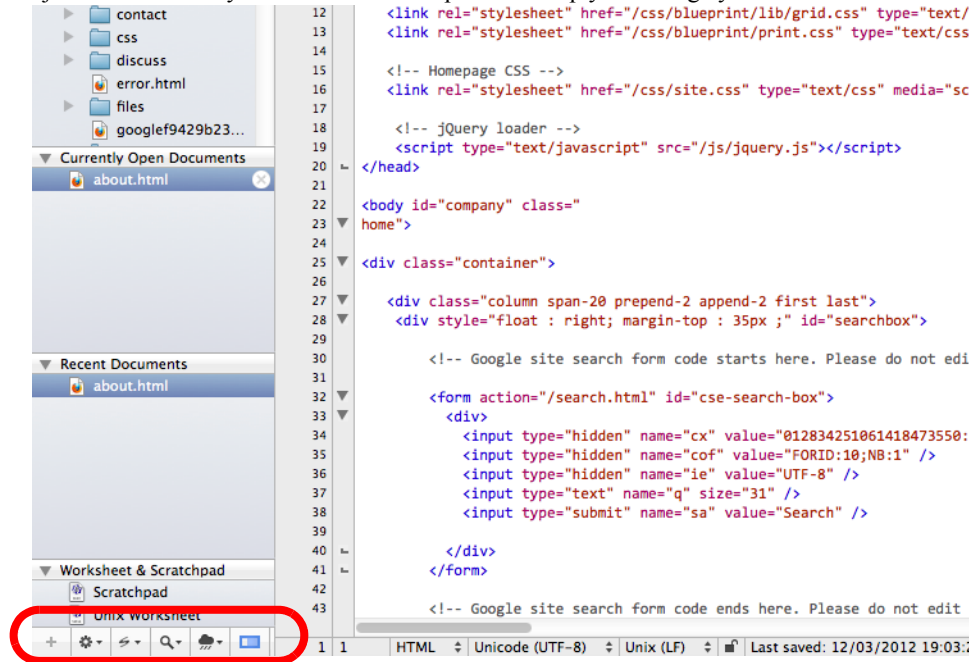 contact
css
discuss
error.html
files
googlef9429b23...
Currently Open Documents
about.html
Recent Documents
about.html
Worksheet & Scratchpad
Scratchpad
Unix Worksheet
12 <link rel="stylesheet" href="/css/blueprint/lib/grid.css" type="text/
13 <link rel="stylesheet" href="/css/blueprint/print.css" type="text/css
14
15 <!-- Homepage CSS -->
16 <link rel="stylesheet" href="/css/site.css" type="text/css" media="sc
17
18 <!-- jQuery loader -->
19 <script type="text/javascript" src="/js/jquery.js"></script>
20 </head>
21
22 <body id="company" class="
23 home">
24
25 <div class="container">
26
27 <div class="column span-20 prepend-2 append-2 first last">
28 <div style="float : right; margin-top : 35px ;" id="searchbox">
29
30 <!-- Google site search form code starts here. Please do not edi
31
32 <form action="/search.html" id="cse-search-box">
33 <div>
34 <input type="hidden" name="cx" value="012834251061418473550:
35 <input type="hidden" name="cof" value="FORID:10;NB:1" />
36 <input type="hidden" name="ie" value="UTF-8" />
37 <input type="text" name="q" size="31" />
38 <input type="submit" name="sa" value="Search" />
39
40 </div>
41 </form>
42
43 <!-- Google site search form code ends here. Please do not edit
1 1 HTML Unicode (UTF-8) Unix (LF) Last saved: 12/03/2012 19:03:2